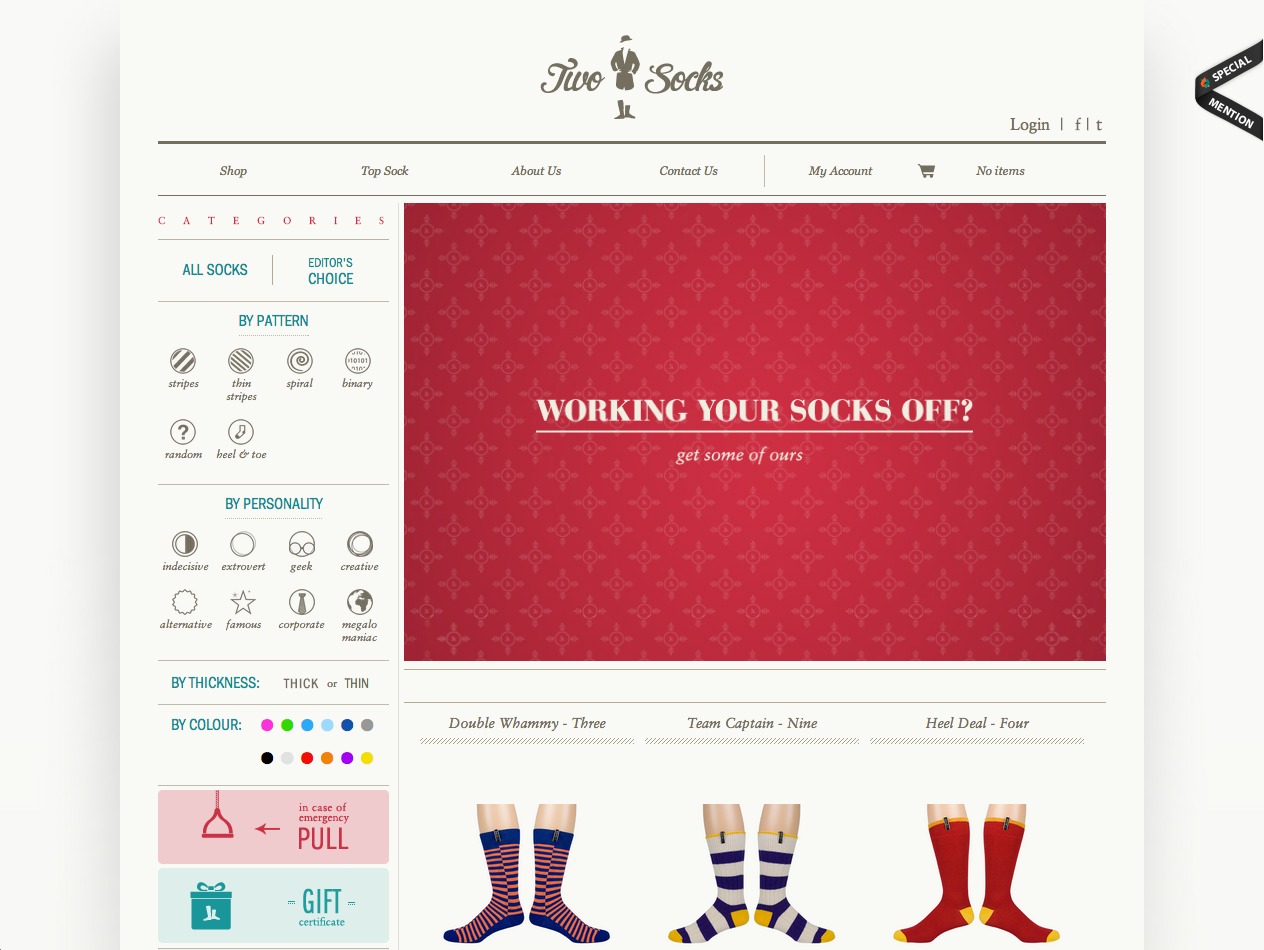 Two Socks
SPECIAL
MENTION
Login | f | t
Shop
Top Sock
About Us
Contact Us
My Account
No items
CATEGORIES
ALL SOCKS
EDITOR'S
CHOICE
BY PATTERN
stripes
thin
stripes
spiral
binary
random
heel & toe
BY PERSONALITY
indecisive
extrovert
geek
creative
alternative
famous
corporate
megalo
maniac
BY THICKNESS:
THICK or THIN
BY COLOUR:
in case of
emergency
PULL
GIFT
certificate
WORKING YOUR SOCKS OFF?
get some of ours
Double Whammy - Three
Team Captain - Nine
Heel Deal - Four